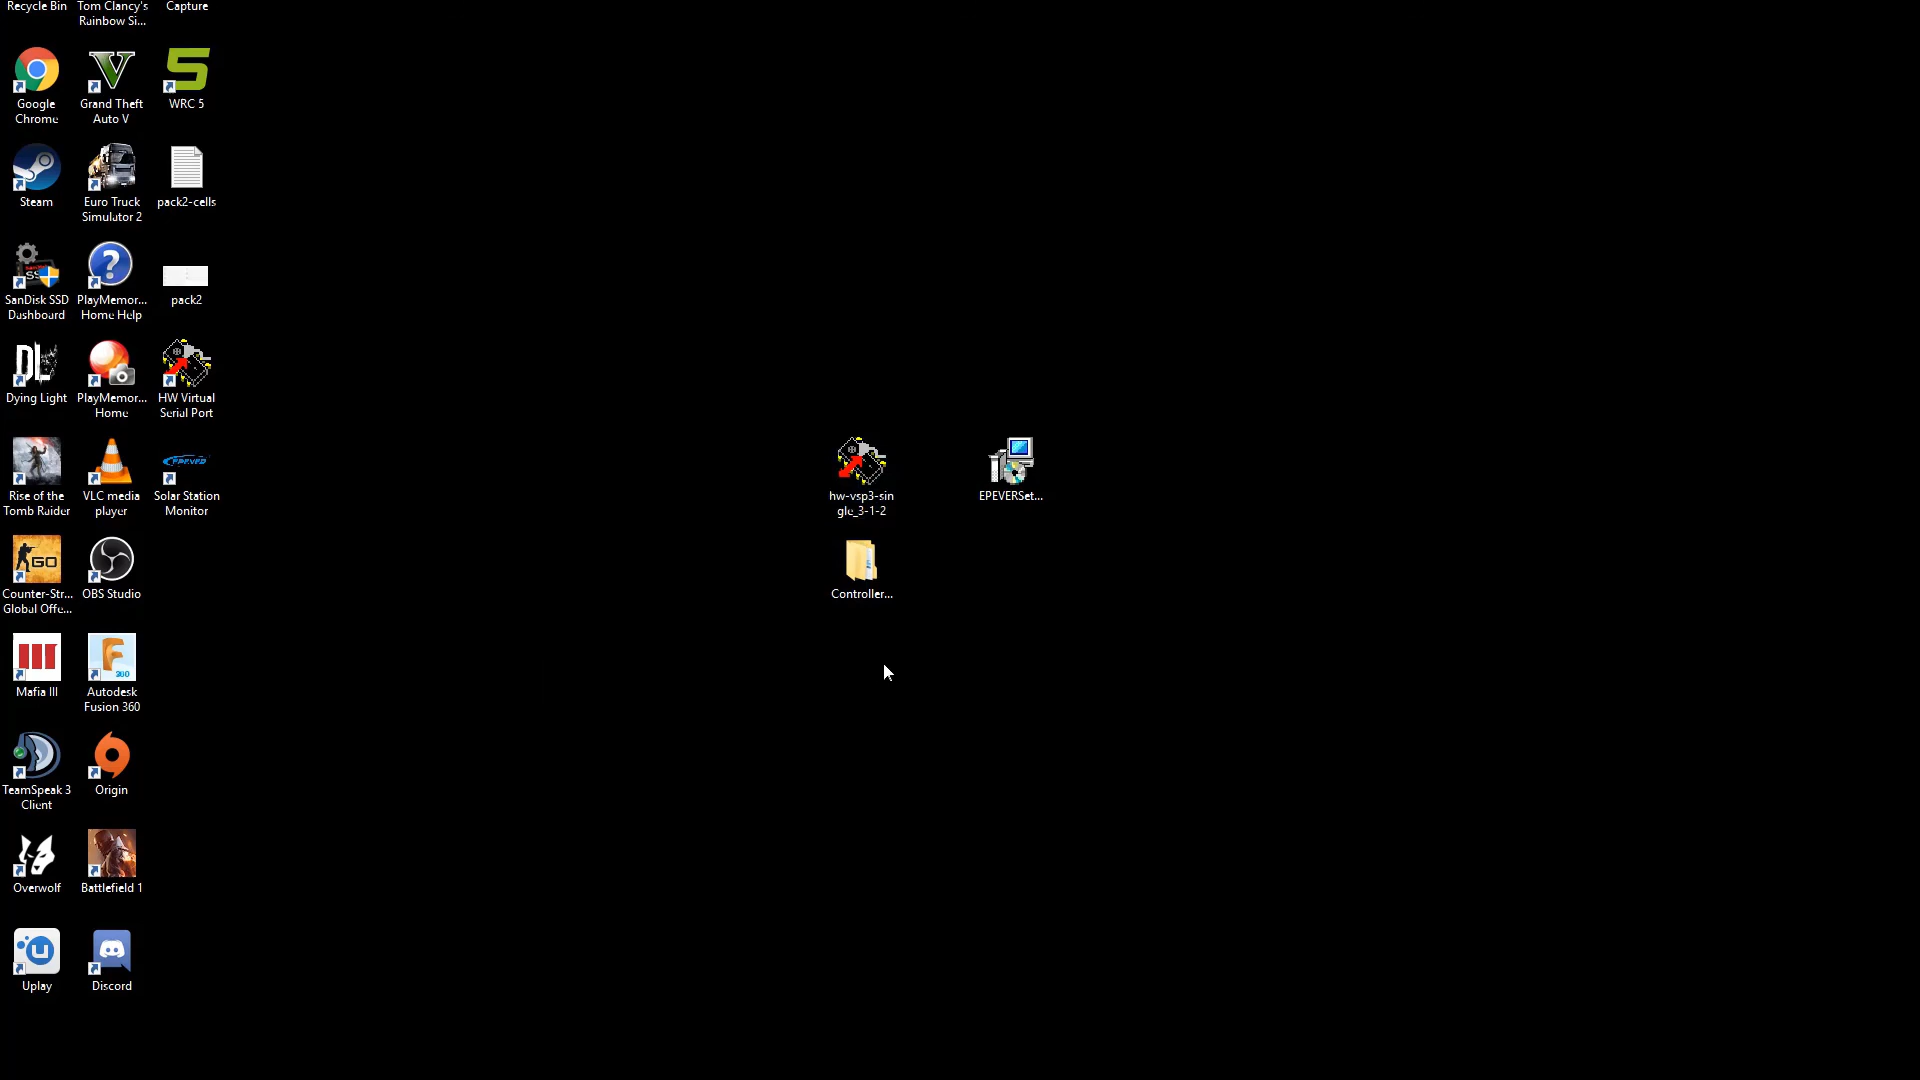 Recycle Bin
Tom Clancy's
Rainbow Si...
Capture
Google
Chrome
Grand Theft
Auto V
WRC 5
Steam
Euro Truck
Simulator 2
pack2-cells
SanDisk SSD
Dashboard
PlayMemor...
Home Help
pack2
Dying Light
PlayMemor...
Home
HW Virtual
Serial Port
Rise of the
Tomb Raider
VLC media
player
Solar Station
Monitor
hw-vsp3-sin
gle_3-1-2
EPEVERSet...
Counter-Str...
Global Offe...
OBS Studio
Controller...
Mafia III
Autodesk
Fusion 360
TeamSpeak 3
Client
Origin
Overwolf
Battlefield 1
Uplay
Discord